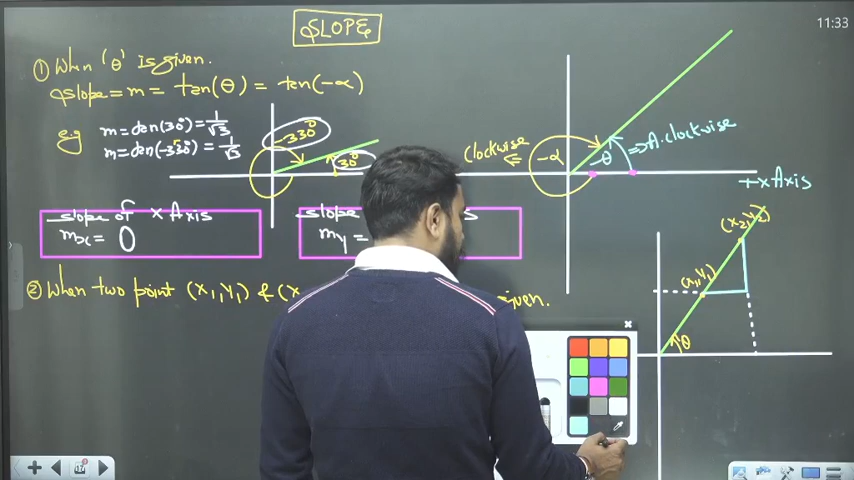 SLOPE
11:33
① When 'θ' is given.
slope = m = tan(θ) = tan(-α)
e.g m = tan(30°) = 1/√3
m = tan(-330°) = 1/√3
-330°
30°
clockwise ⇐
-α
θ
⇒ A.clockwise
+x Axis
slope of x Axis
mx = 0
slope
my =
② When two point (x1, y1) & (x
given.
(x1, y1)
(x2, y2)
θ